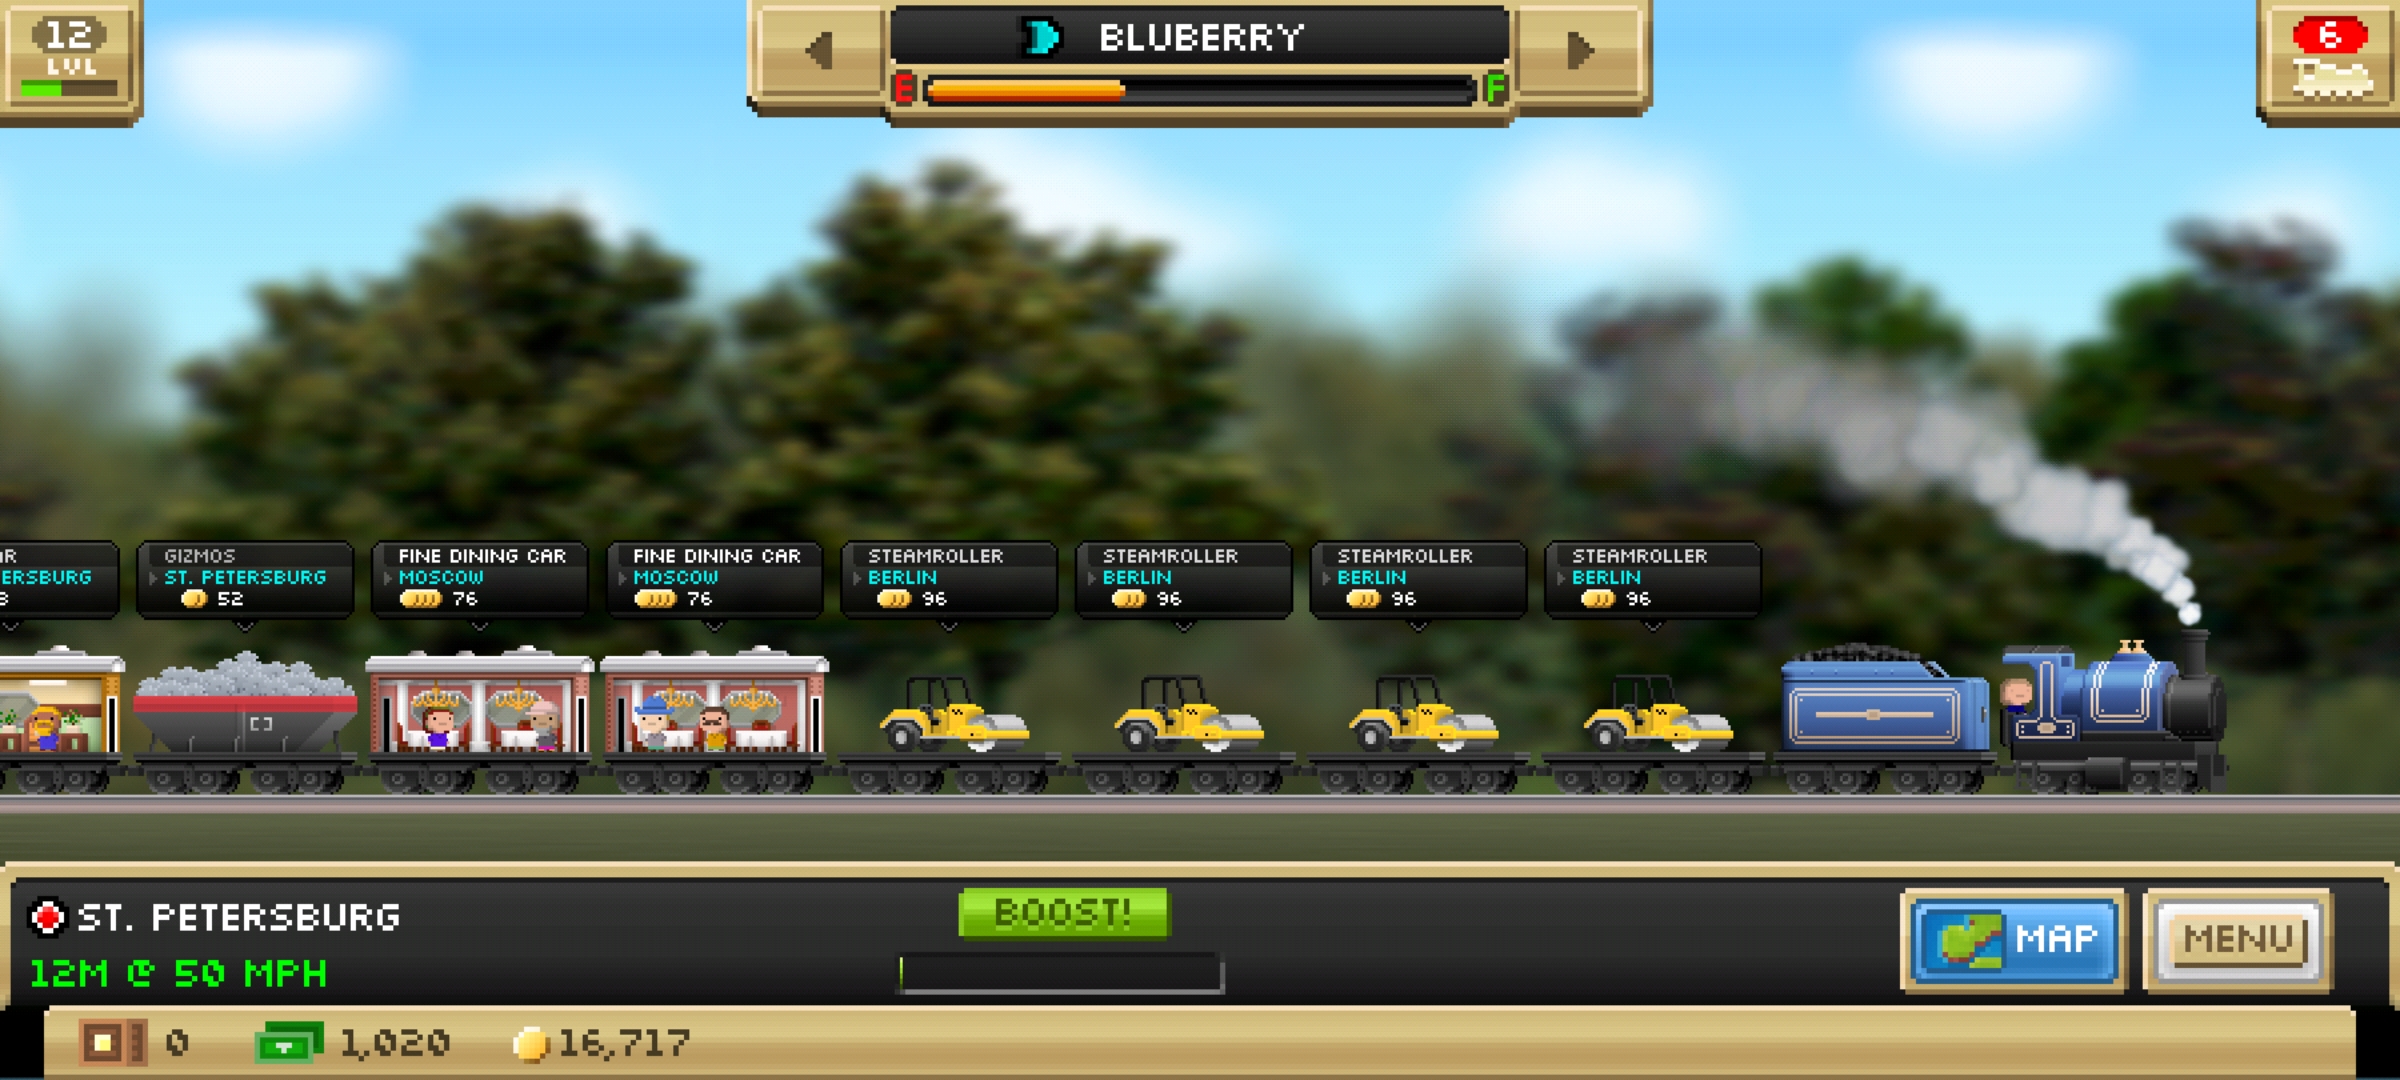 12
LVL
BLUBERRY
E F
6
GIZMOS
ST. PETERSBURG
52
FINE DINING CAR
MOSCOW
76
FINE DINING CAR
MOSCOW
76
STEAMROLLER
BERLIN
96
STEAMROLLER
BERLIN
96
STEAMROLLER
BERLIN
96
STEAMROLLER
BERLIN
96
ST. PETERSBURG
12M @ 50 MPH
BOOST!
MAP
MENU
0
1,020
16,717